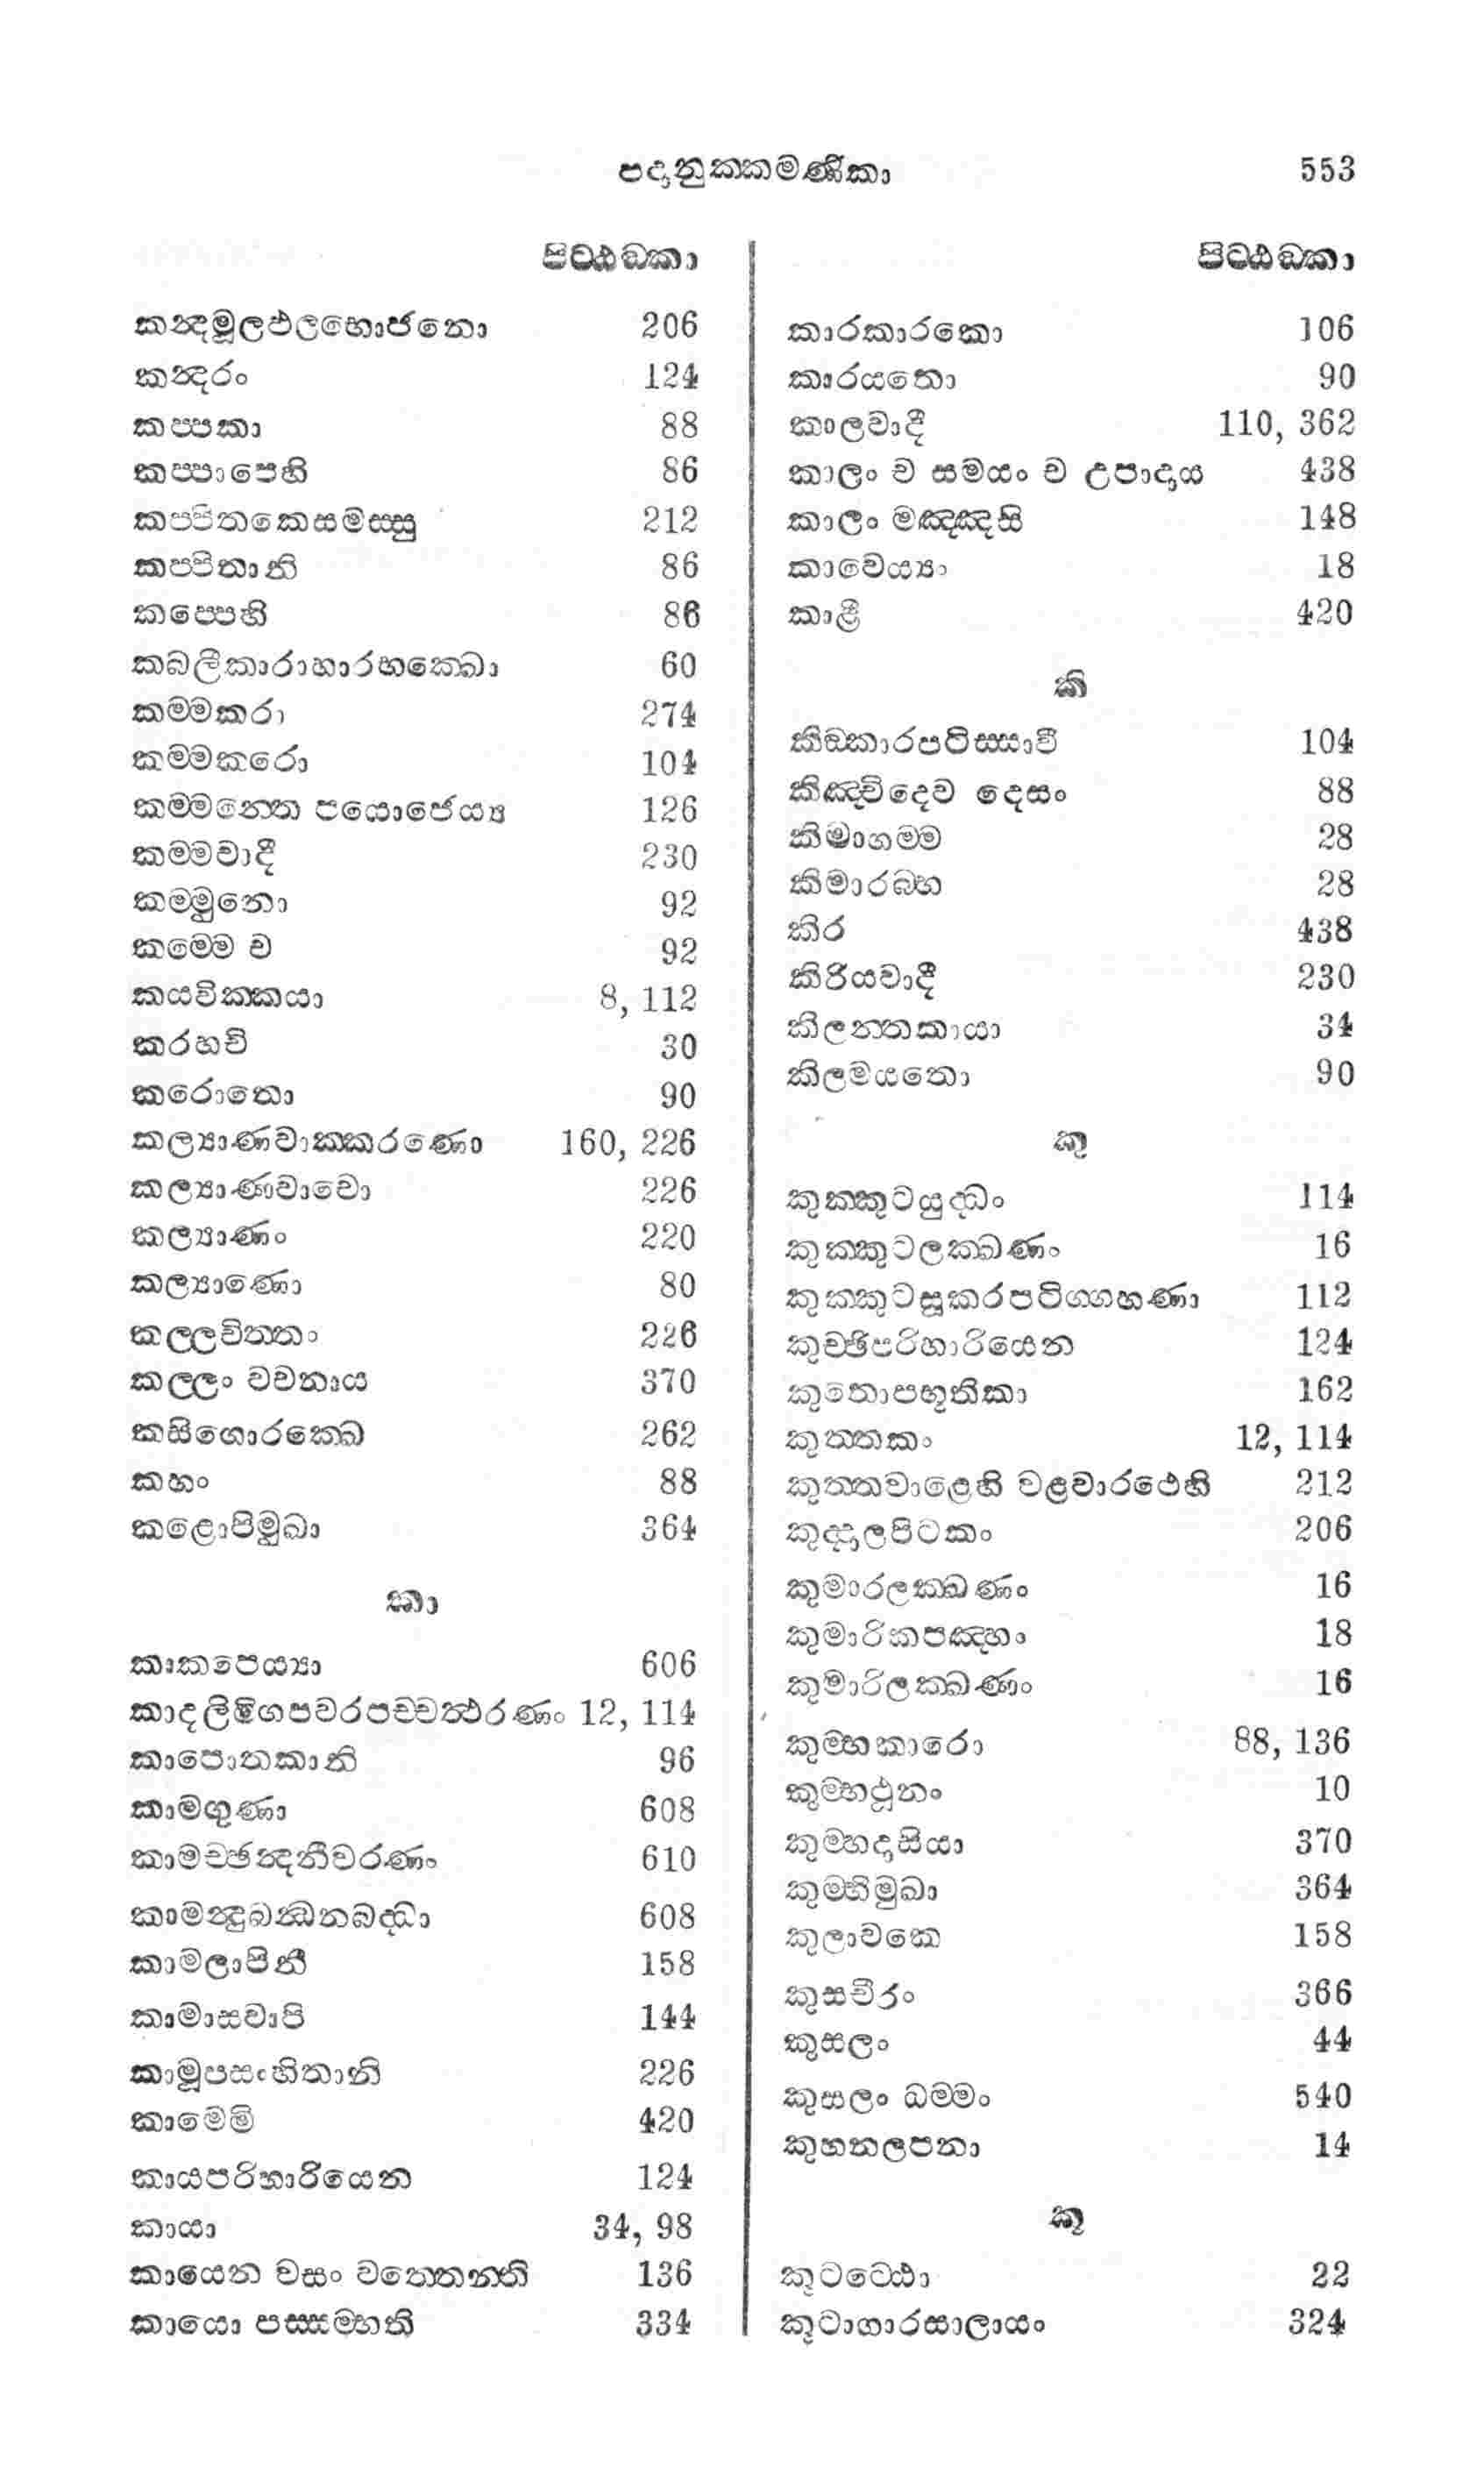 පදානුක්කමණිකා 553
පිට්ඨඞ්කා
කන්දමූලඵලභොජනො 206
කන්දරං 124
කප්පකා 88
කප්පාපෙහි 86
කප්පිතකෙසමස්සු 212
කප්පිතානි 86
කප්පෙහි 86
කබලීකාරාහාරභක්ඛො 60
කම්මකරා 274
කම්මකරො 104
කම්මන්තෙ පයොජෙය්‍ය 126
කම්මවාදී 230
කම්මුනො 92
කම්මෙ ච 92
කයවික්කයා 8, 112
කරහචි 30
කරොතො 90
කල්‍යාණවාක්කරණො 160, 226
කල්‍යාණවාචො 226
කල්‍යාණං 220
කල්‍යාණො 80
කල්ලචිත්තං 226
කල්ලං වචනාය 370
කසිගොරක්ඛෙ 262
කහං 88
කළොපිමුඛා 364
කා
කාකපෙය්‍යා 606
කාදලිමිගපවරපච්චත්ථරණං 12, 114
කාපොතකානි 96
කාමගුණා 608
කාමච්ඡන්දනීවරණං 610
කාමන්දුබන්ධනබද්ධා 608
කාමලාපිනී 158
කාමාසවාපි 144
කාමූපසංහිතානි 226
කාමෙමි 420
කායපරිහාරියෙන 124
කායා 34, 98
කායෙන වසං වත්තෙන්ති 136
කායො පස්සම්භති 334
පිට්ඨඞ්කා
කාරකාරකො 106
කාරයතො 90
කාලවාදී 110, 362
කාලං ච සමයං ච උපාදාය 438
කාලං මඤ්ඤසි 148
කාවෙය්‍යා 18
කාළී 420
කි
කිඞ්කාරපටිස්සාවී 104
කිඤ්චිදෙව දෙසං 88
කිමාගම්ම 28
කිමාරබ්භ 28
කිර 438
කිරියවාදී 230
කිලන්තකායා 34
කිලමයතො 90
කු
කුක්කුටයුද්ධං 114
කුක්කුටලක්ඛණං 16
කුක්කුටසූකරපටිග්ගහණා 112
කුච්ඡිපරිහාරියෙන 124
කුතොපභූතිකා 162
කුත්තකං 12, 114
කුත්තවාළෙහි වළවාරථෙහි 212
කුද්දාලපිටකං 206
කුමාරලක්ඛණං 16
කුමාරිකපඤ්හා 18
කුමාරිලක්ඛණං 16
කුම්භකාරො 88, 136
කුම්භථූනං 10
කුම්භදාසියා 370
කුම්භිමුඛා 364
කුලාවකෙ 158
කුසචීරං 366
කුසලං 44
කුසලං ධම්මං 540
කුහනලපනා 14
කූ
කූටට්ඨො 22
කූටාගාරසාලායං 324